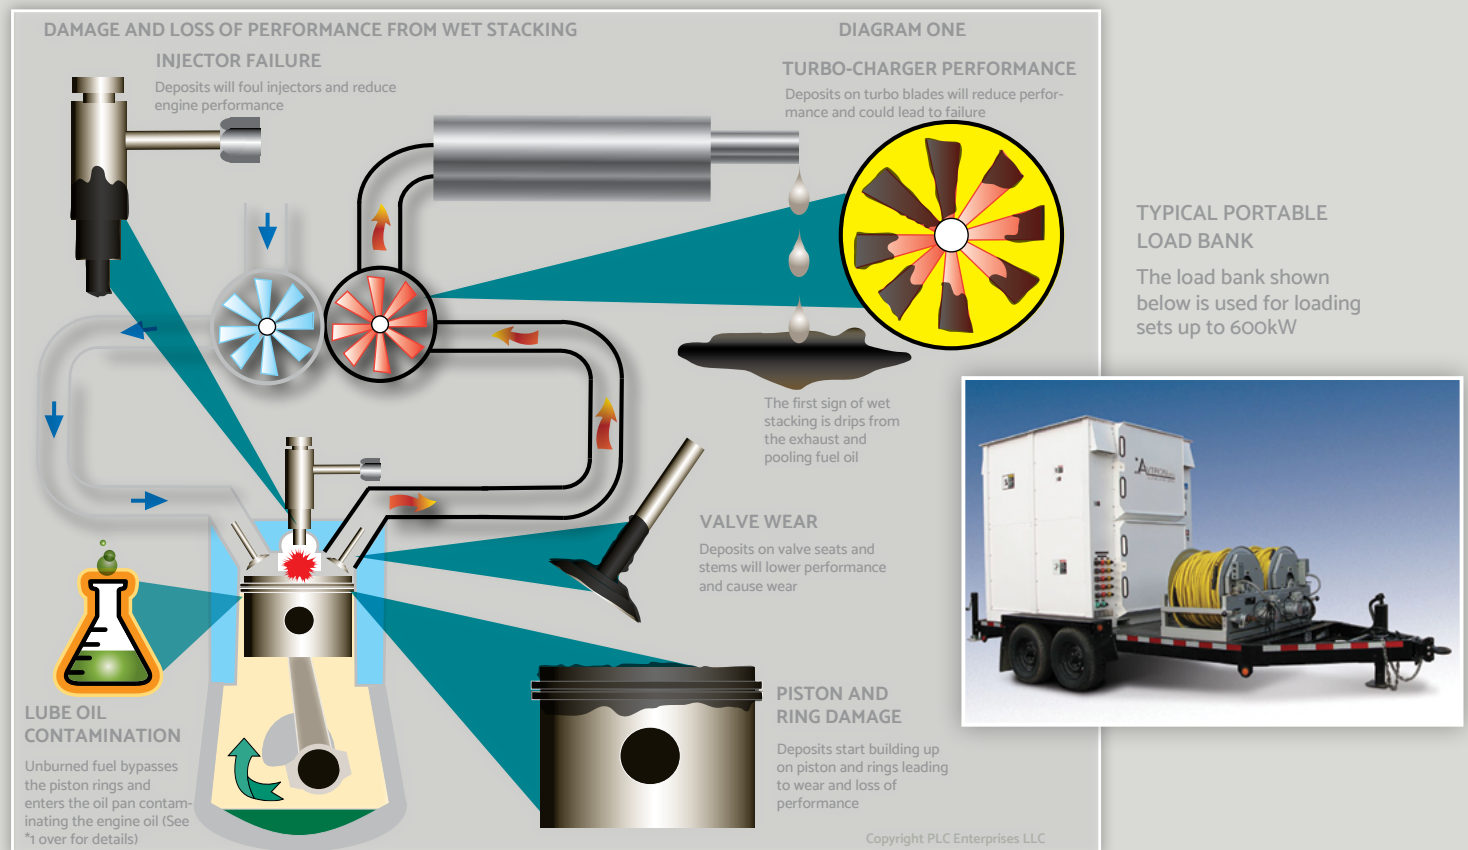 DAMAGE AND LOSS OF PERFORMANCE FROM WET STACKING
DIAGRAM ONE
INJECTOR FAILURE
Deposits will foul injectors and reduce
engine performance
TURBO-CHARGER PERFORMANCE
Deposits on turbo blades will reduce perfor-
mance and could lead to failure
The first sign of wet
stacking is drips from
the exhaust and
pooling fuel oil
VALVE WEAR
Deposits on valve seats and
stems will lower performance
and cause wear
LUBE OIL
CONTAMINATION
Unburned fuel bypasses
the piston rings and
enters the oil pan contam-
inating the engine oil (See
*1 over for details)
PISTON AND
RING DAMAGE
Deposits start building up
on piston and rings leading
to wear and loss of
performance
Copyright PLC Enterprises LLC
TYPICAL PORTABLE
LOAD BANK
The load bank shown
below is used for loading
sets up to 600kW
AVTRON